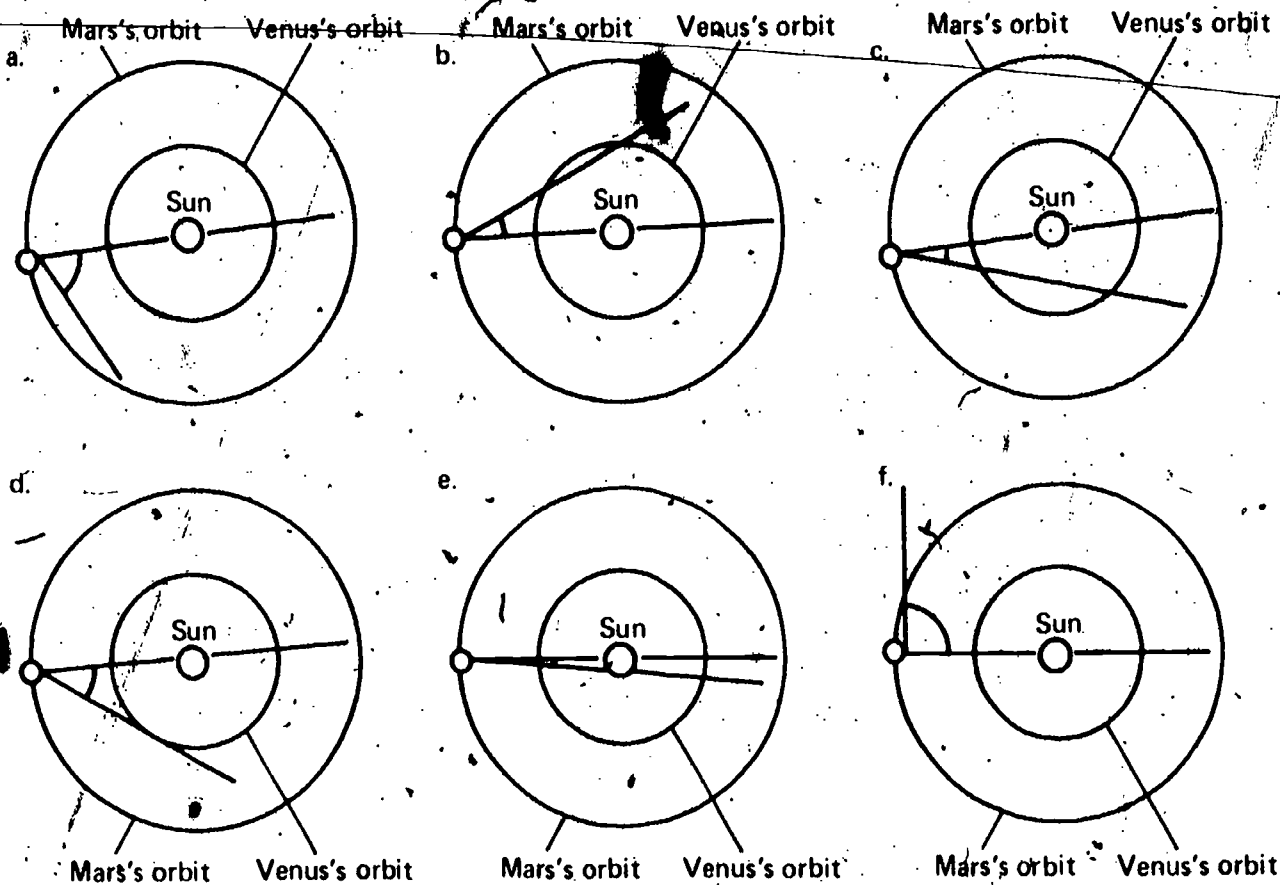 Mars's orbit Venus's orbit Mars's orbit Venus's orbit Mars's orbit Venus's orbit
a. b. c.
Sun Sun Sun
d. e. f.
Sun Sun Sun
Mars's orbit Venus's orbit Mars's orbit Venus's orbit Mars's orbit Venus's orbit